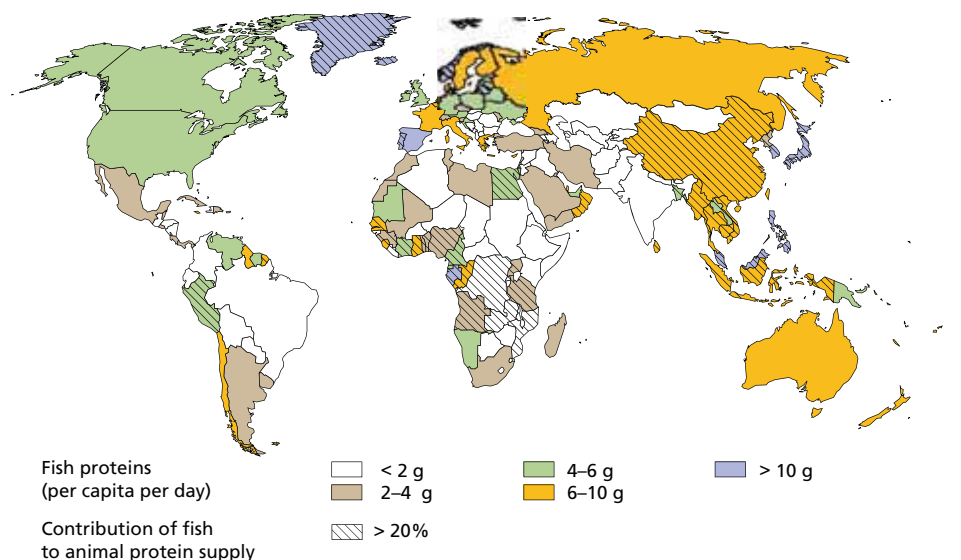 Fish proteins
(per capita per day)
< 2 g
2–4 g
4–6 g
6–10 g
> 10 g
Contribution of fish
to animal protein supply
> 20%